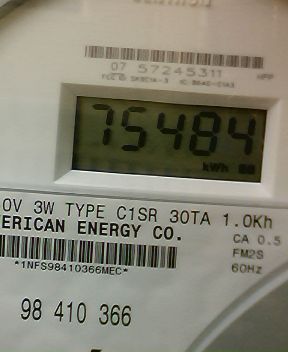 07 57245311
75484
kWh
0V 3W TYPE C1SR 30TA 1.0Kh
ERICAN ENERGY CO.
CA 0.5
FM2S
60Hz
*1NFS98410366MEC*
98 410 366